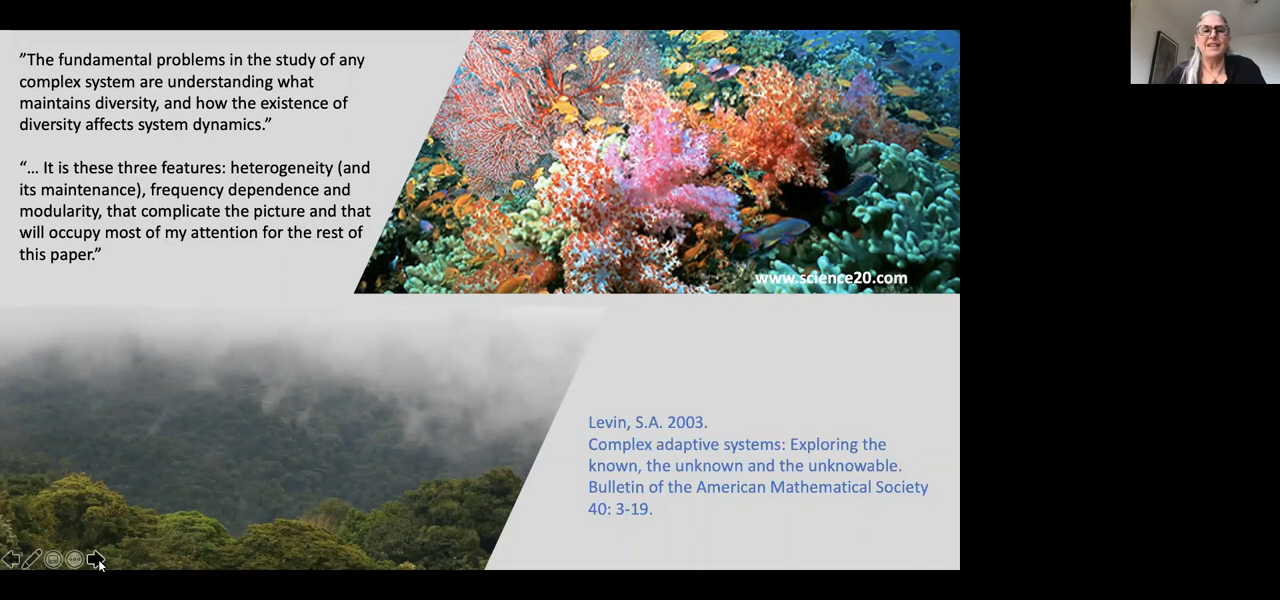 ”The fundamental problems in the study of any
complex system are understanding what
maintains diversity, and how the existence of
diversity affects system dynamics.”
“... It is these three features: heterogeneity (and
its maintenance), frequency dependence and
modularity, that complicate the picture and that
will occupy most of my attention for the rest of
this paper.”
www.science20.com
Levin, S.A. 2003.
Complex adaptive systems: Exploring the
known, the unknown and the unknowable.
Bulletin of the American Mathematical Society
40: 3-19.